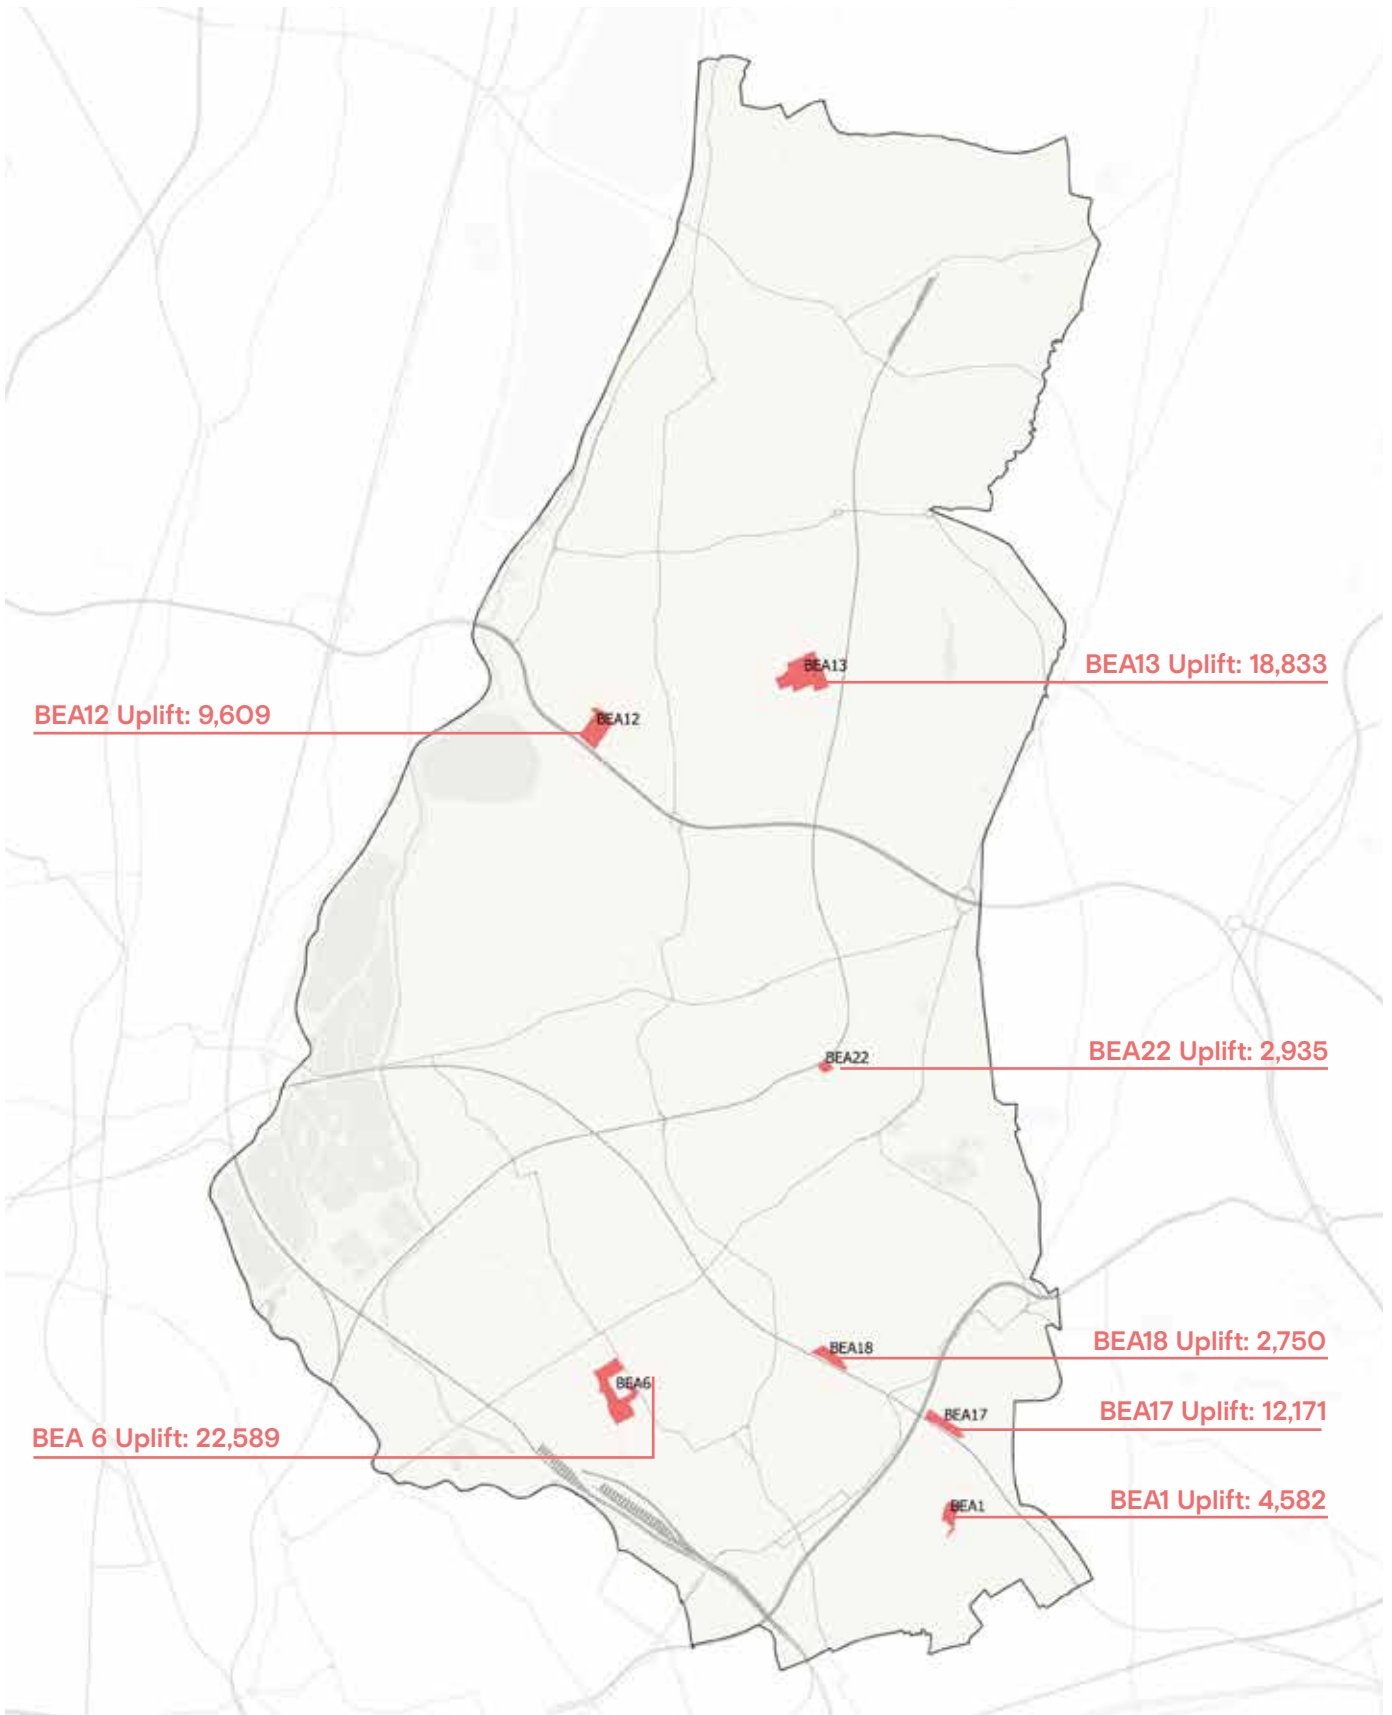 BEA13
BEA13 Uplift: 18,833
BEA12 Uplift: 9,609
BEA12
BEA22
BEA22 Uplift: 2,935
BEA18
BEA18 Uplift: 2,750
BEA6
BEA17
BEA17 Uplift: 12,171
BEA 6 Uplift: 22,589
BEA1
BEA1 Uplift: 4,582